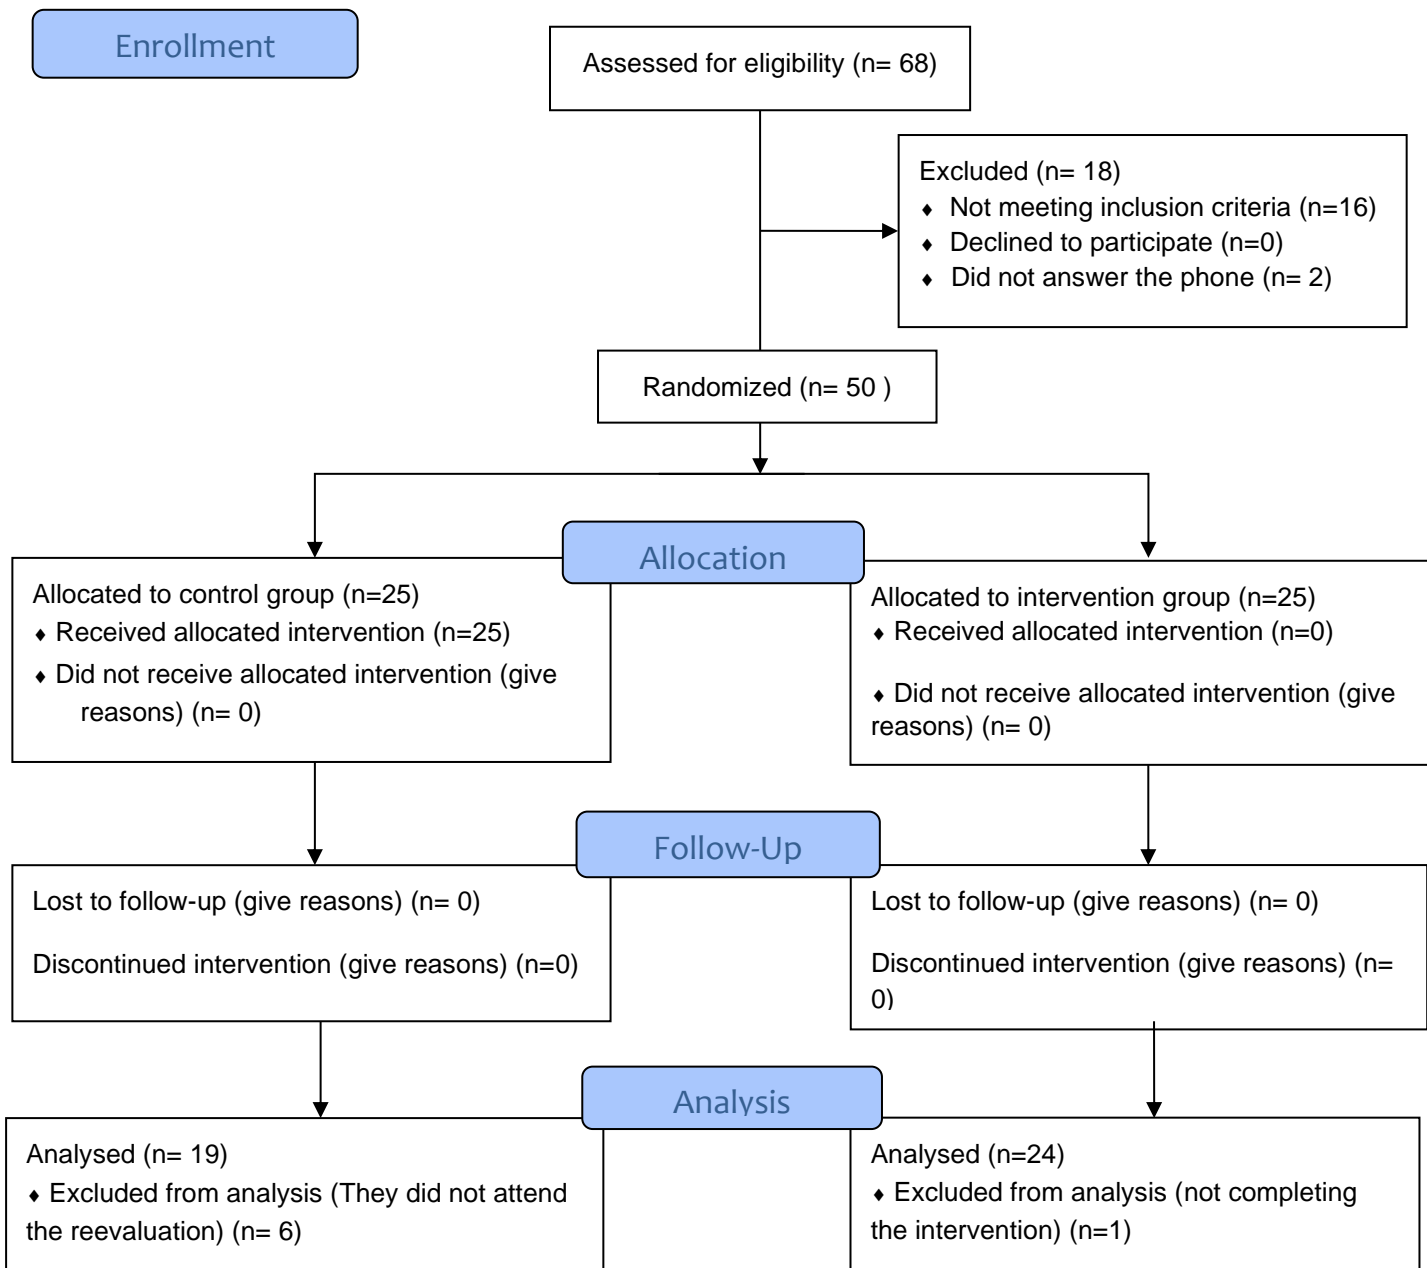 Enrollment
Assessed for eligibility (n= 68)
Excluded (n= 18)
♦ Not meeting inclusion criteria (n=16)
♦ Declined to participate (n=0)
♦ Did not answer the phone (n= 2)
Randomized (n= 50 )
Allocation
Allocated to control group (n=25)
♦ Received allocated intervention (n=25)
♦ Did not receive allocated intervention (give
reasons) (n= 0)
Allocated to intervention group (n=25)
♦ Received allocated intervention (n=0)
♦ Did not receive allocated intervention (give
reasons) (n= 0)
Follow-Up
Lost to follow-up (give reasons) (n= 0)
Discontinued intervention (give reasons) (n=0)
Lost to follow-up (give reasons) (n= 0)
Discontinued intervention (give reasons) (n=
0)
Analysis
Analysed (n= 19)
♦ Excluded from analysis (They did not attend
the reevaluation) (n= 6)
Analysed (n=24)
♦ Excluded from analysis (not completing
the intervention) (n=1)